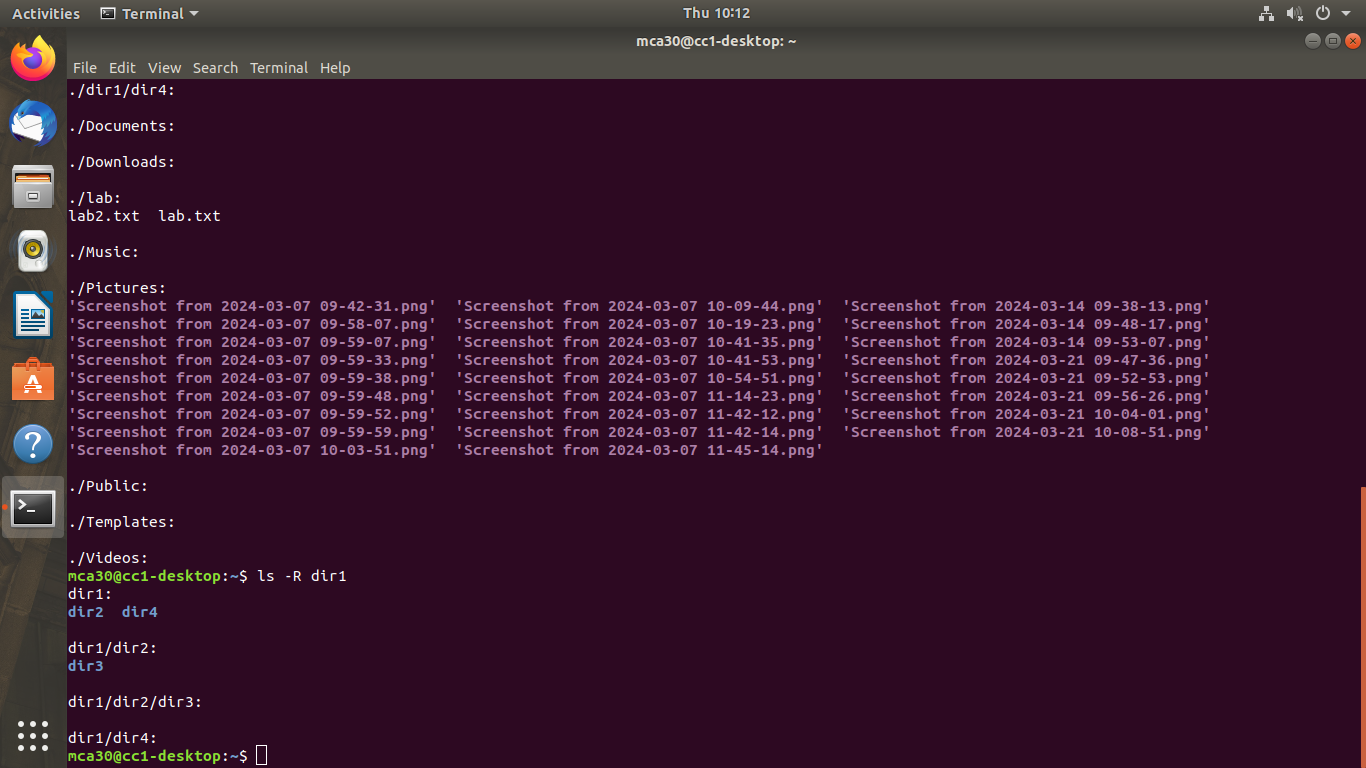 Activities Terminal Thu 10:12
mca30@cc1-desktop: ~
File Edit View Search Terminal Help
./dir1/dir4:
./Documents:
./Downloads:
./lab:
lab2.txt  lab.txt
./Music:
./Pictures:
'Screenshot from 2024-03-07 09-42-31.png'  'Screenshot from 2024-03-07 10-09-44.png'  'Screenshot from 2024-03-14 09-38-13.png'
'Screenshot from 2024-03-07 09-58-07.png'  'Screenshot from 2024-03-07 10-19-23.png'  'Screenshot from 2024-03-14 09-48-17.png'
'Screenshot from 2024-03-07 09-59-07.png'  'Screenshot from 2024-03-07 10-41-35.png'  'Screenshot from 2024-03-14 09-53-07.png'
'Screenshot from 2024-03-07 09-59-33.png'  'Screenshot from 2024-03-07 10-41-53.png'  'Screenshot from 2024-03-21 09-47-36.png'
'Screenshot from 2024-03-07 09-59-38.png'  'Screenshot from 2024-03-07 10-54-51.png'  'Screenshot from 2024-03-21 09-52-53.png'
'Screenshot from 2024-03-07 09-59-48.png'  'Screenshot from 2024-03-07 11-14-23.png'  'Screenshot from 2024-03-21 09-56-26.png'
'Screenshot from 2024-03-07 09-59-52.png'  'Screenshot from 2024-03-07 11-42-12.png'  'Screenshot from 2024-03-21 10-04-01.png'
'Screenshot from 2024-03-07 09-59-59.png'  'Screenshot from 2024-03-07 11-42-14.png'  'Screenshot from 2024-03-21 10-08-51.png'
'Screenshot from 2024-03-07 10-03-51.png'  'Screenshot from 2024-03-07 11-45-14.png'
./Public:
./Templates:
./Videos:
mca30@cc1-desktop:~$ ls -R dir1
dir1:
dir2  dir4
dir1/dir2:
dir3
dir1/dir2/dir3:
dir1/dir4:
mca30@cc1-desktop:~$